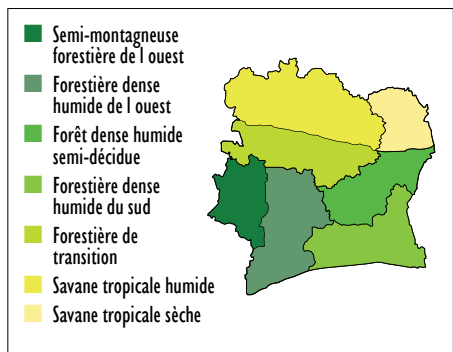 Semi-montagneuse
forestière de l ouest
Forestière dense
humide de l ouest
Forêt dense humide
semi-décidue
Forestière dense
humide du sud
Forestière de
transition
Savane tropicale humide
Savane tropicale sèche